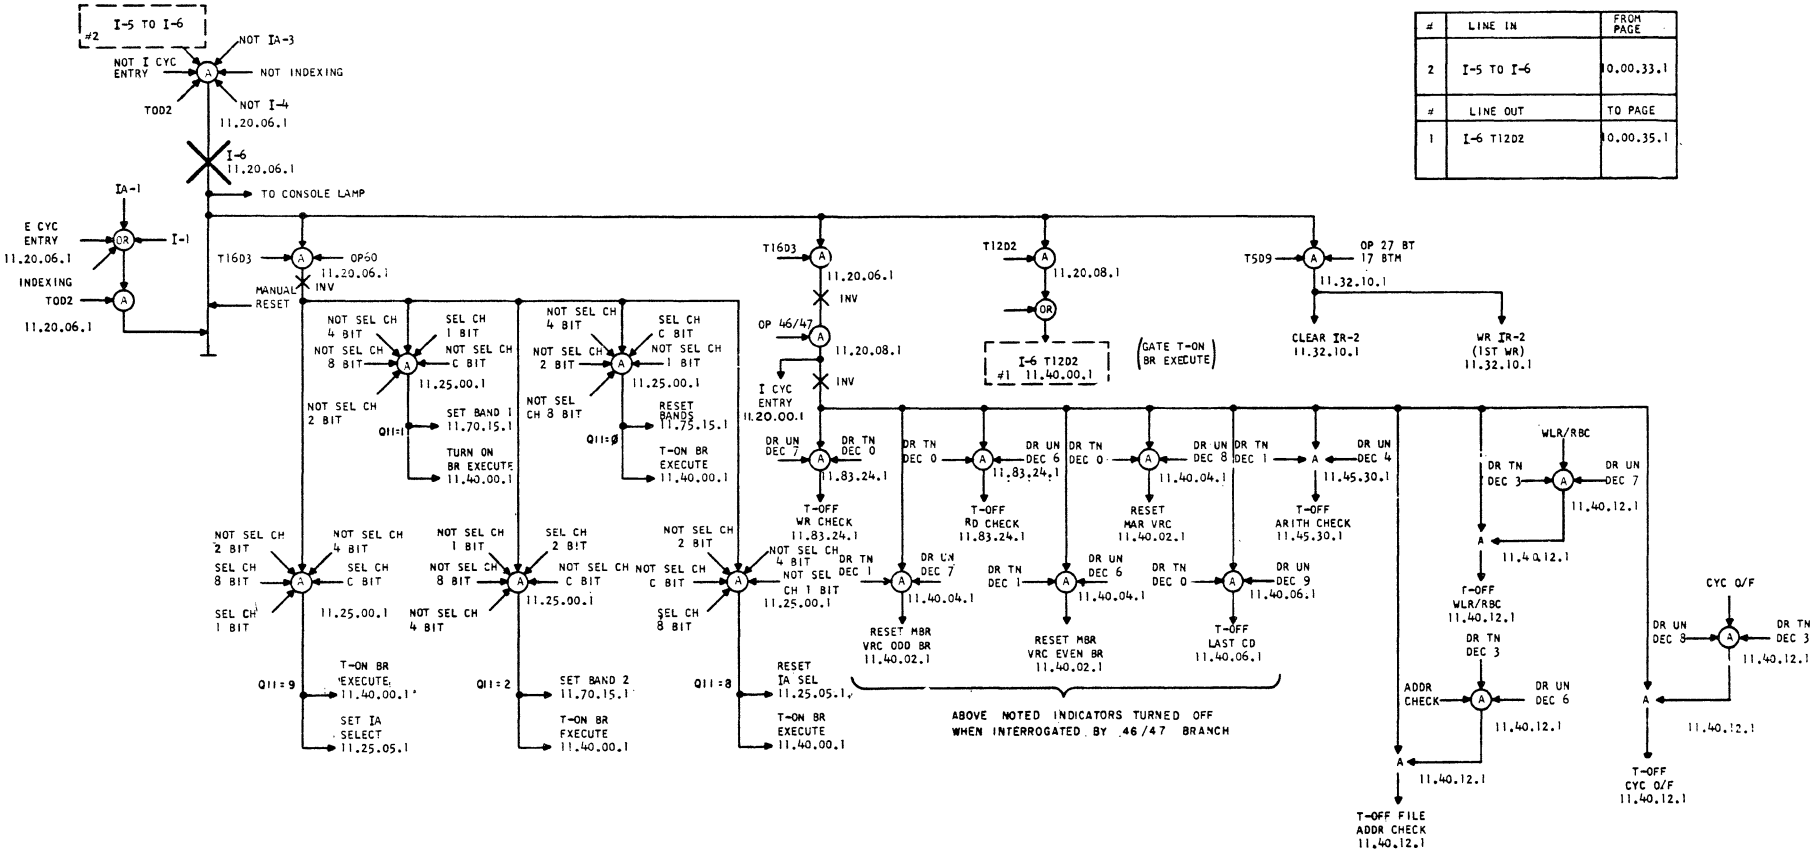 I-5 TO I-6
#2
NOT IA-3
NOT I CYC
ENTRY
A
NOT INDEXING
TOD2
NOT I-4
11.20.06.1
I-6
11.20.06.1
TO CONSOLE LAMP
IA-1
E CYC
ENTRY
11.20.06.1
OR
I-1
INDEXING
TOD2
A
11.20.06.1
MANUAL
RESET
T16D3
A
OP60
11.20.06.1
INV
NOT SEL CH
4 BIT
SEL CH
1 BIT
NOT SEL CH
8 BIT
A
NOT SEL CH
C BIT
11.25.00.1
NOT SEL CH
2 BIT
Q11=1
SET BAND 1
11.70.15.1
TURN ON
BR EXECUTE
11.40.00.1
NOT SEL CH
4 BIT
SEL CH
C BIT
NOT SEL CH
2 BIT
A
NOT SEL CH
1 BIT
11.25.00.1
NOT SEL
CH 8 BIT
Q11=0
RESET
BANDS
11.75.15.1
T-ON BR
EXECUTE
11.40.00.1
NOT SEL CH
2 BIT
NOT SEL CH
4 BIT
SEL CH
8 BIT
A
SEL CH
C BIT
SEL CH
1 BIT
11.25.00.1
Q11=9
T-ON BR
EXECUTE
11.40.00.1
SET IA
SELECT
11.25.05.1
NOT SEL CH
1 BIT
SEL CH
2 BIT
NOT SEL CH
8 BIT
A
NOT SEL CH
C BIT
11.25.00.1
NOT SEL CH
4 BIT
Q11=2
SET BAND 2
11.70.15.1
T-ON BR
FXECUTE
11.40.00.1
NOT SEL CH
2 BIT
NOT SEL CH
4 BIT
NOT SEL CH
C BIT
A
NOT SEL
CH 1 BIT
11.25.00.1
SEL CH
8 BIT
Q11=8
RESET
IA SEL
11.25.05.1
T-ON BR
EXECUTE
11.40.00.1
T16D3
A
11.20.06.1
INV
OP 46/47
A
11.20.08.1
I CYC
ENTRY
11.20.00.1
INV
T12D2
A
11.20.08.1
OR
I-6 T12D2
#1 11.40.00.1
(GATE T-ON
BR EXECUTE)
T5D9
A
OP 27 BT
17 BTM
11.32.10.1
CLEAR IR-2
11.32.10.1
WR IR-2
(1ST WR)
11.32.10.1
DR UN
DEC 7
A
DR TN
DEC 0
11.83.24.1
T-OFF
WR CHECK
11.83.24.1
DR TN
DEC 0
A
DR UN
DEC 6
11.83.24.1
T-OFF
RD CHECK
11.83.24.1
DR TN
DEC 0
A
DR UN
DEC 8
11.40.04.1
RESET
MAR VRC
11.40.02.1
DR TN
DEC 1
A
DR UN
DEC 4
11.45.30.1
T-OFF
ARITH CHECK
11.45.30.1
DR TN
DEC 1
A
DR UN
DEC 7
11.40.04.1
RESET MBR
VRC ODD BR
11.40.02.1
DR TN
DEC 1
A
DR UN
DEC 6
11.40.04.1
RESET MBR
VRC EVEN BR
11.40.02.1
DR TN
DEC 0
A
DR UN
DEC 9
11.40.06.1
T-OFF
LAST CD
11.40.06.1
ABOVE NOTED INDICATORS TURNED OFF
WHEN INTERROGATED BY 46/47 BRANCH
WLR/RBC
DR TN
DEC 3
A
DR UN
DEC 7
11.40.12.1
A
11.40.12.1
T-OFF
WLR/RBC
11.40.12.1
DR TN
DEC 3
ADDR
CHECK
A
DR UN
DEC 6
11.40.12.1
A
11.40.12.1
T-OFF FILE
ADDR CHECK
11.40.12.1
CYC O/F
DR UN
DEC 8
A
DR TN
DEC 3
11.40.12.1
A
11.40.12.1
T-OFF
CYC O/F
11.40.12.1
# LINE IN FROM PAGE
2 I-5 TO I-6 10.00.33.1
# LINE OUT TO PAGE
1 I-6 T12D2 10.00.35.1